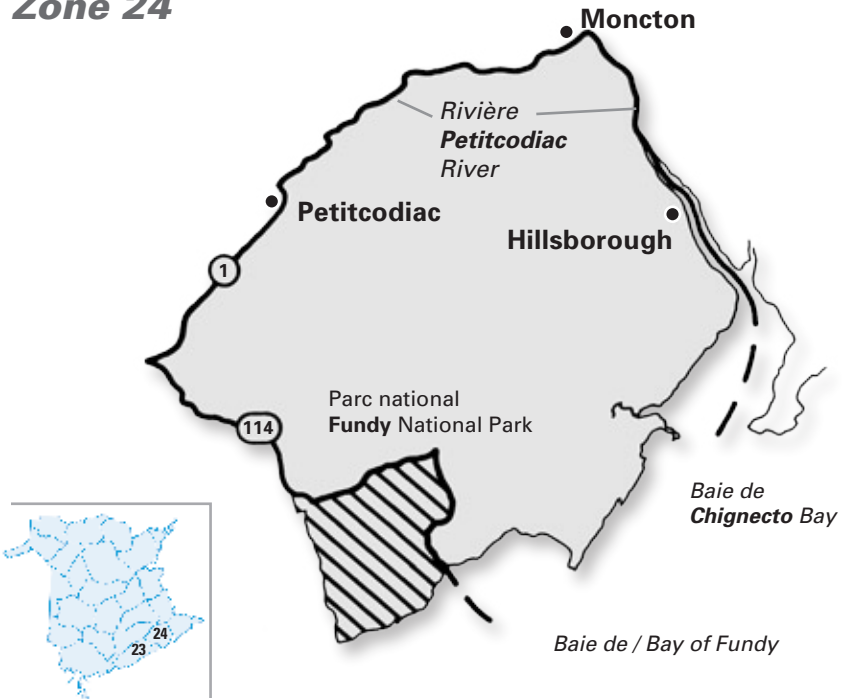 Zone 24
Moncton
Rivière
Petitcodiac
River
Petitcodiac
Hillsborough
1
114
Parc national
Fundy National Park
Baie de
Chignecto Bay
24
23
Baie de / Bay of Fundy